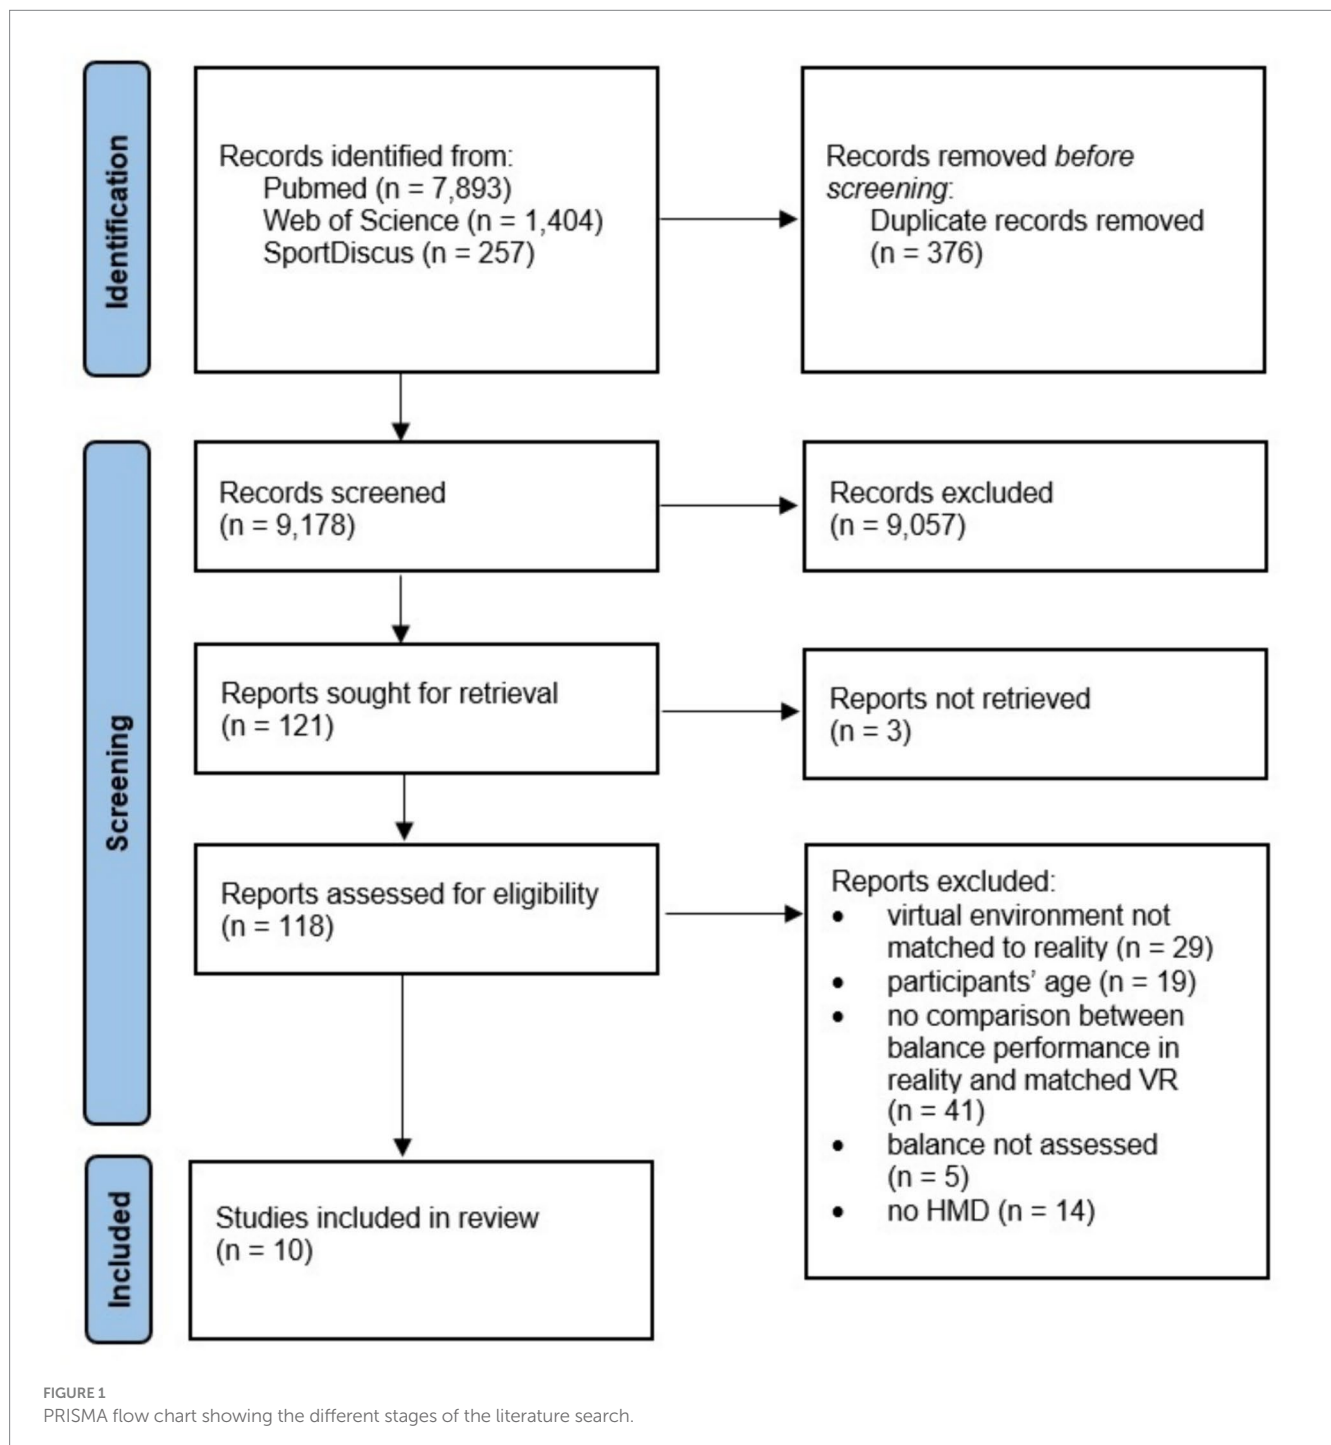 Identification
Records identified from:
Pubmed (n = 7,893)
Web of Science (n = 1,404)
SportDiscus (n = 257)
Records removed before
screening:
Duplicate records removed
(n = 376)
Screening
Records screened
(n = 9,178)
Records excluded
(n = 9,057)
Reports sought for retrieval
(n = 121)
Reports not retrieved
(n = 3)
Reports assessed for eligibility
(n = 118)
Reports excluded:
• virtual environment not
matched to reality (n = 29)
• participants’ age (n = 19)
• no comparison between
balance performance in
reality and matched VR
(n = 41)
• balance not assessed
(n = 5)
• no HMD (n = 14)
Included
Studies included in review
(n = 10)
FIGURE 1
PRISMA flow chart showing the different stages of the literature search.